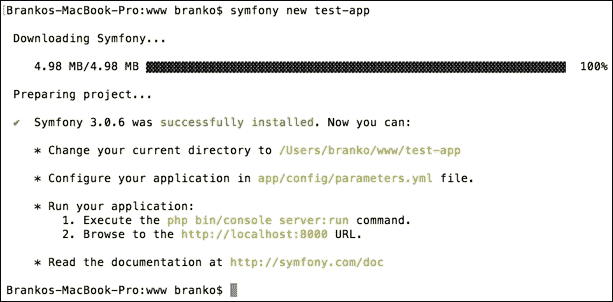 Brankos-MacBook-Pro:www branko$ symfony new test-app
Downloading Symfony...
4.98 MB/4.98 MB 100%
Preparing project...
✔ Symfony 3.0.6 was successfully installed. Now you can:
* Change your current directory to /Users/branko/www/test-app
* Configure your application in app/config/parameters.yml file.
* Run your application:
1. Execute the php bin/console server:run command.
2. Browse to the http://localhost:8000 URL.
* Read the documentation at http://symfony.com/doc
Brankos-MacBook-Pro:www branko$